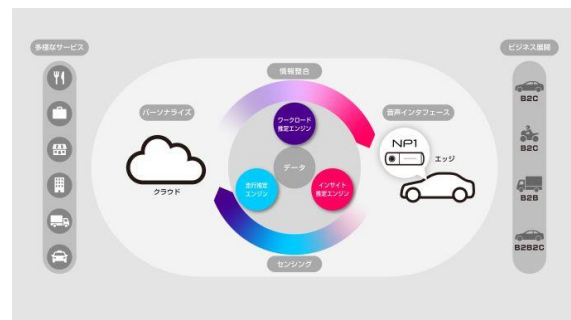 多様なサービス
ビジネス展開
情報整合
パーソナライズ
音声インタフェース
ワークロード
推定エンジン
NP1
エッジ
データ
クラウド
走行推定
エンジン
インサイト
推定エンジン
センシング
B2C
B2C
B2B
B2B2C